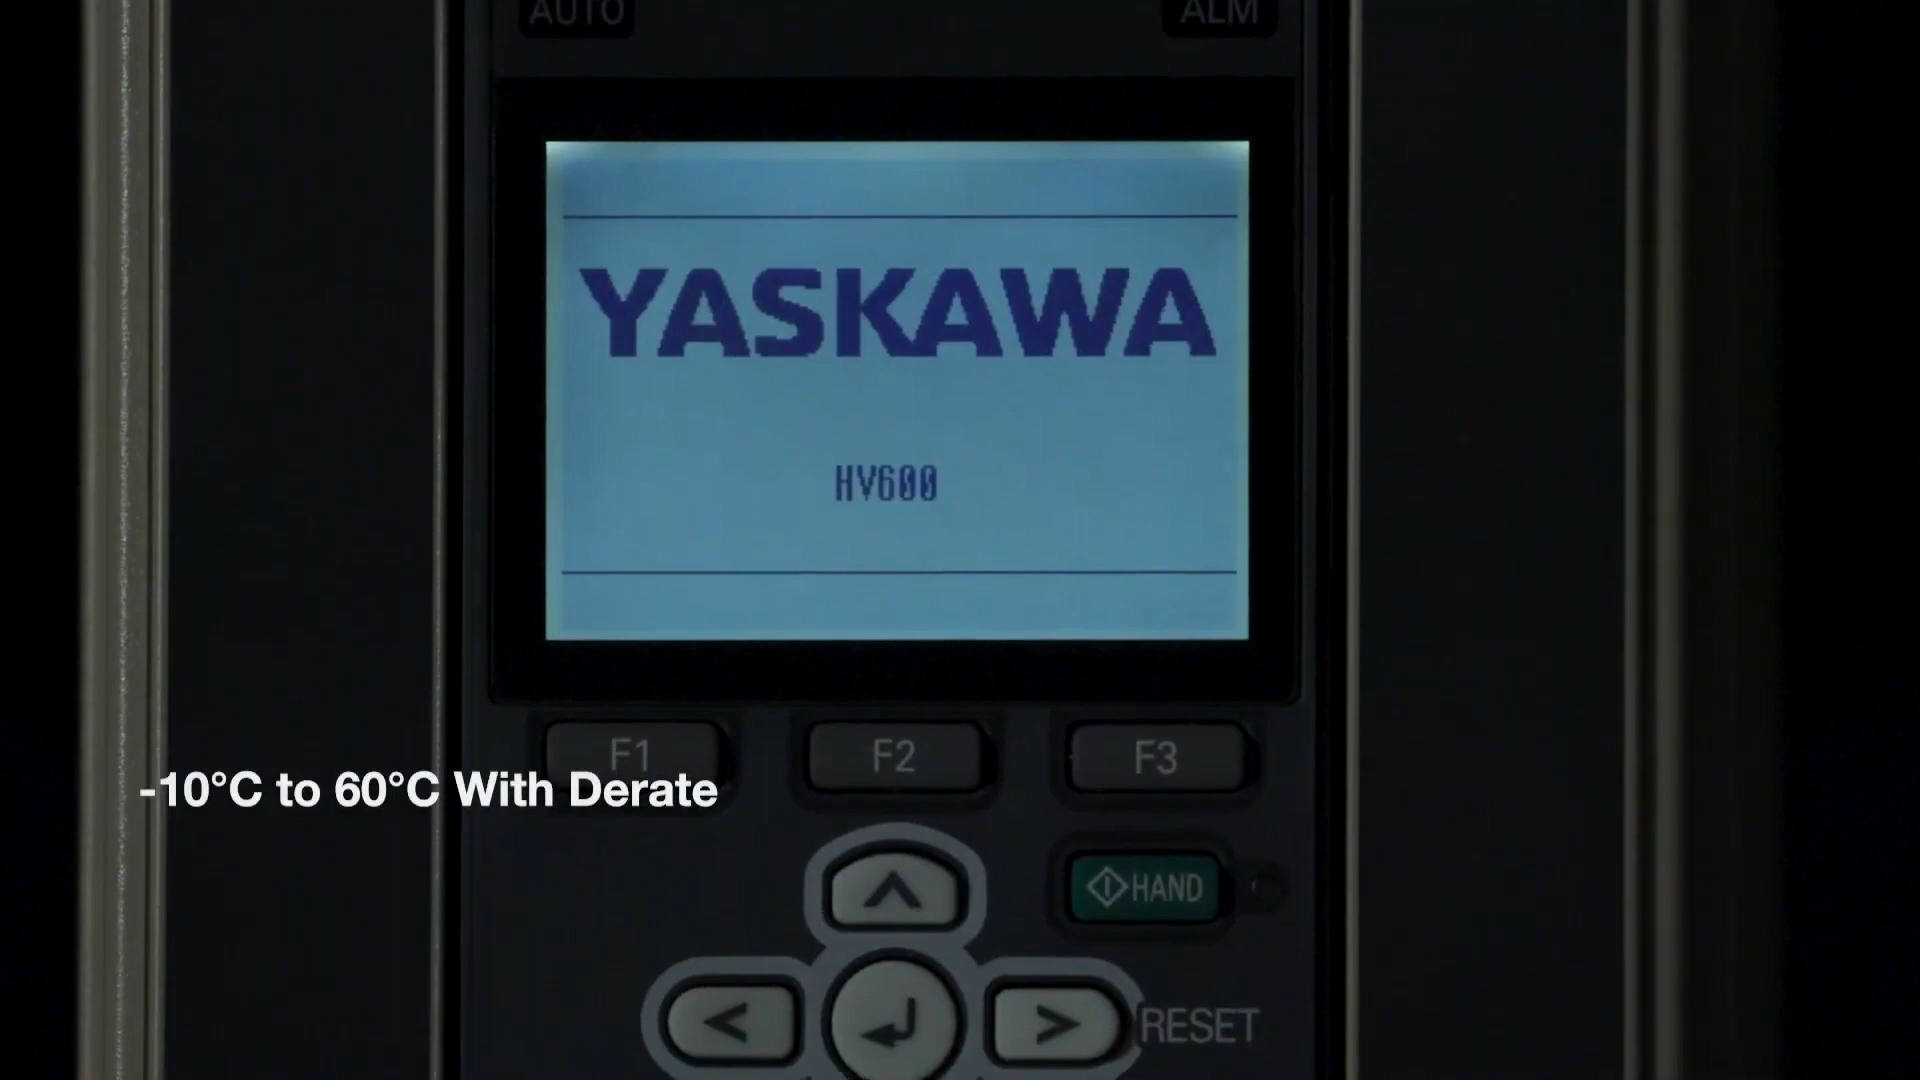 AUTO ALM
YASKAWA
HV600
F1 F2 F3
-10°C to 60°C With Derate
HAND
RESET